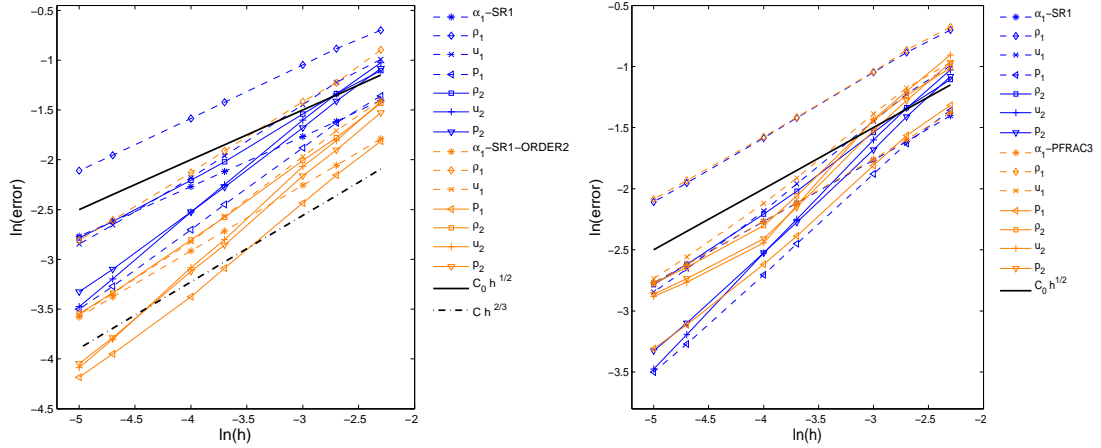 −0.5
−1
−1.5
−2
−2.5
−3
−3.5
−4
−4.5
−5
−4.5
−4
−3.5
−3
−2.5
−2
ln(h)
ln(error)
α1−SR1
ρ1
u1
p1
ρ2
u2
p2
α1−SR1−ORDER2
ρ1
u1
p1
ρ2
u2
p2
C0 h1/2
C h2/3
−0.5
−1
−1.5
−2
−2.5
−3
−3.5
−5
−4.5
−4
−3.5
−3
−2.5
−2
ln(h)
ln(error)
α1−SR1
ρ1
u1
p1
ρ2
u2
p2
α1−PFRAC3
ρ1
u1
p1
ρ2
u2
p2
C0 h1/2